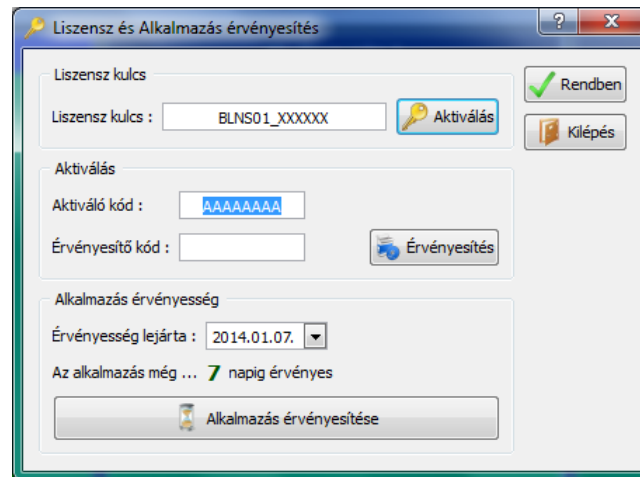 Liszensz és Alkalmazás érvényesítés
?
X
Liszensz kulcs
Liszensz kulcs :
BLNS01_XXXXXX
Aktiválás
Rendben
Kilépés
Aktiválás
Aktiváló kód :
AAAAAAAA
Érvényesítő kód :
Érvényesítés
Alkalmazás érvényesség
Érvényesség lejárta :
2014.01.07.
Az alkalmazás még ... 7 napig érvényes
Alkalmazás érvényesítése